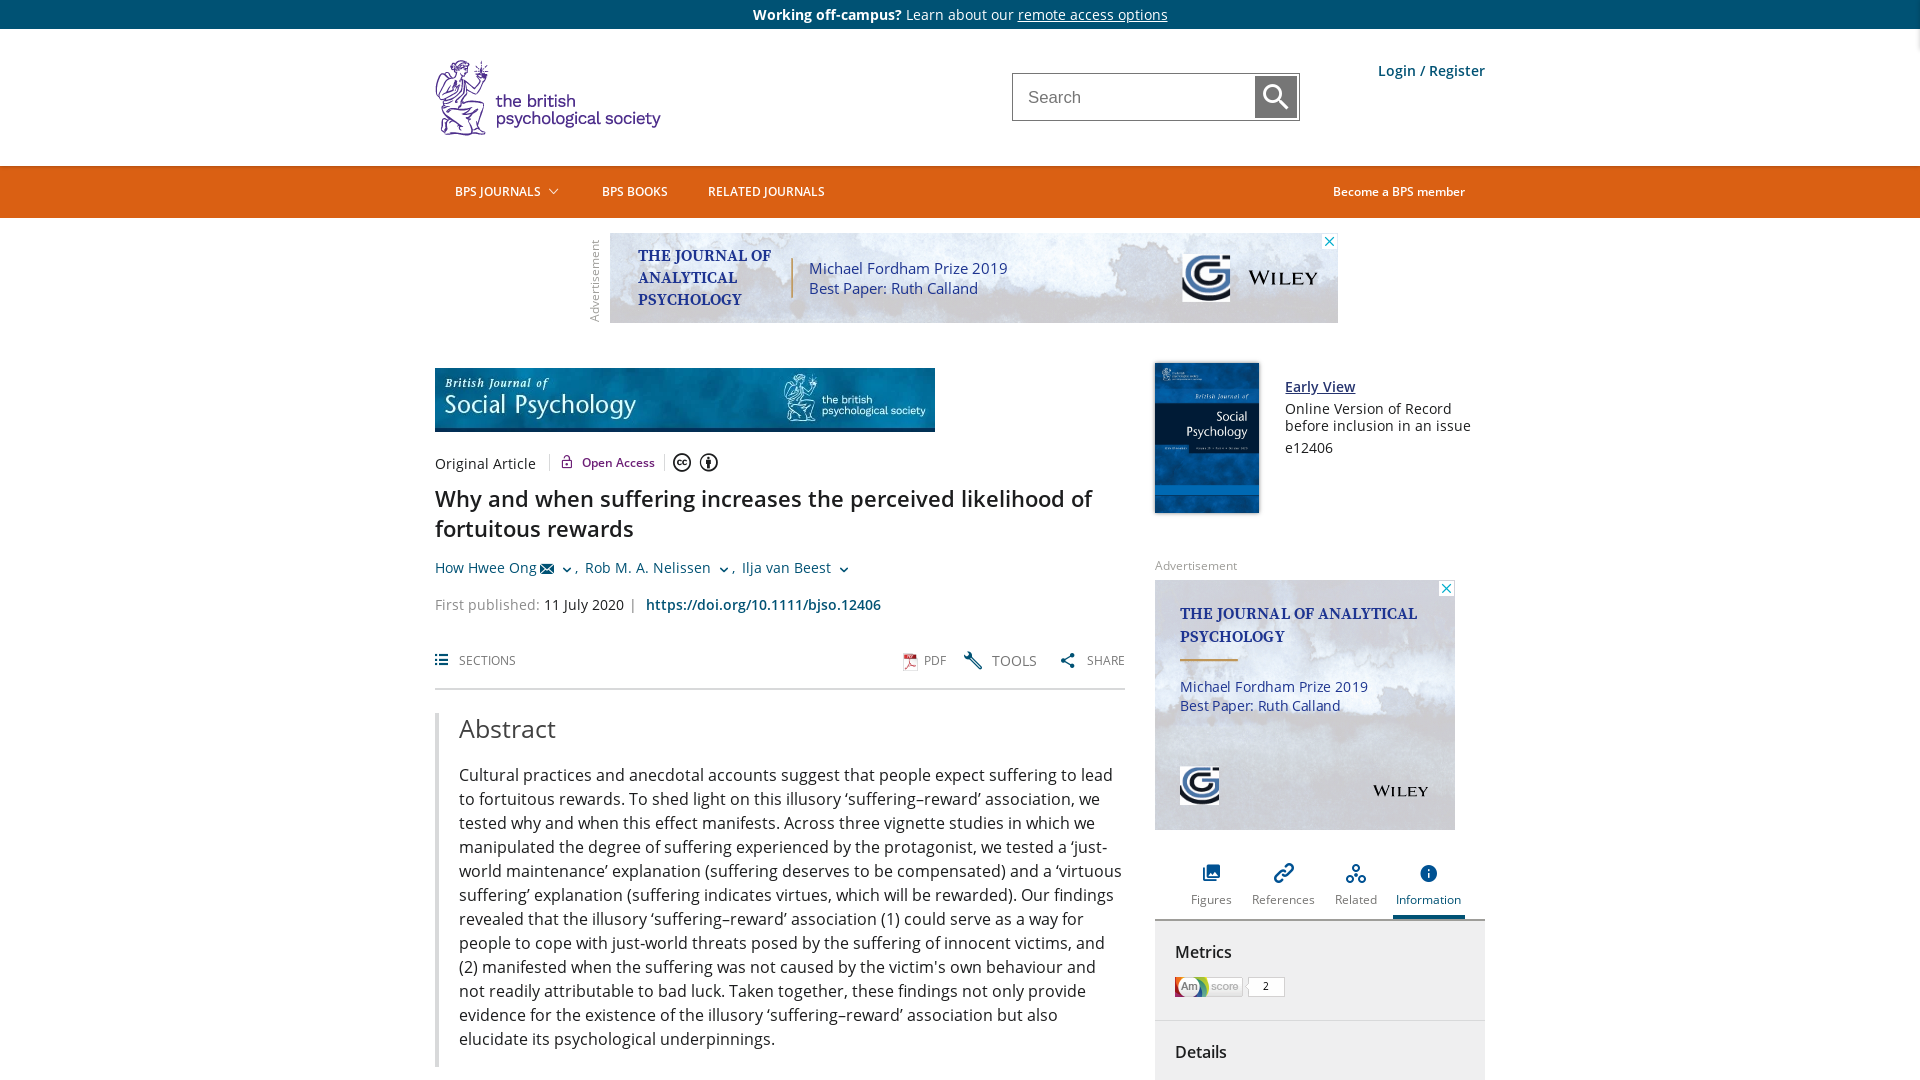 Working off-campus? Learn about our remote access options
the british
psychological society
Search
Login / Register
BPS JOURNALS
BPS BOOKS
RELATED JOURNALS
Become a BPS member
Advertisement
THE JOURNAL OF
ANALYTICAL
PSYCHOLOGY
Michael Fordham Prize 2019
Best Paper: Ruth Calland
WILEY
British Journal of
Social Psychology
the british
psychological society
Original Article
Open Access
cc
Why and when suffering increases the perceived likelihood of
fortuitous rewards
How Hwee Ong , Rob M. A. Nelissen , Ilja van Beest
First published: 11 July 2020 | https://doi.org/10.1111/bjso.12406
SECTIONS
PDF
TOOLS
SHARE
Abstract
Cultural practices and anecdotal accounts suggest that people expect suffering to lead
to fortuitous rewards. To shed light on this illusory ‘suffering–reward’ association, we
tested why and when this effect manifests. Across three vignette studies in which we
manipulated the degree of suffering experienced by the protagonist, we tested a ‘just-
world maintenance’ explanation (suffering deserves to be compensated) and a ‘virtuous
suffering’ explanation (suffering indicates virtues, which will be rewarded). Our findings
revealed that the illusory ‘suffering–reward’ association (1) could serve as a way for
people to cope with just-world threats posed by the suffering of innocent victims, and
(2) manifested when the suffering was not caused by the victim's own behaviour and
not readily attributable to bad luck. Taken together, these findings not only provide
evidence for the existence of the illusory ‘suffering–reward’ association but also
elucidate its psychological underpinnings.
British Journal of
Social
Psychology
Early View
Online Version of Record
before inclusion in an issue
e12406
Advertisement
THE JOURNAL OF ANALYTICAL
PSYCHOLOGY
Michael Fordham Prize 2019
Best Paper: Ruth Calland
WILEY
Figures
References
Related
Information
Metrics
Am score 2
Details